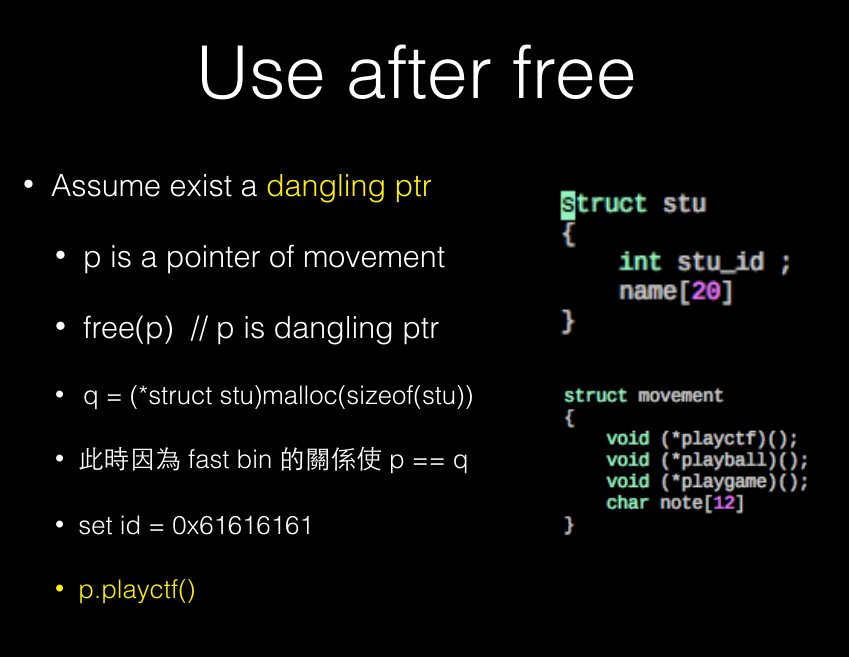 Use after free
• Assume exist a dangling ptr
• p is a pointer of movement
• free(p) // p is dangling ptr
• q = (*struct stu)malloc(sizeof(stu))
• 此時因為 fast bin 的關係使 p == q
• set id = 0x61616161
• p.playctf()
struct stu
{
int stu_id ;
name[20]
}
struct movement
{
void (*playctf)();
void (*playball)();
void (*playgame)();
char note[12]
}